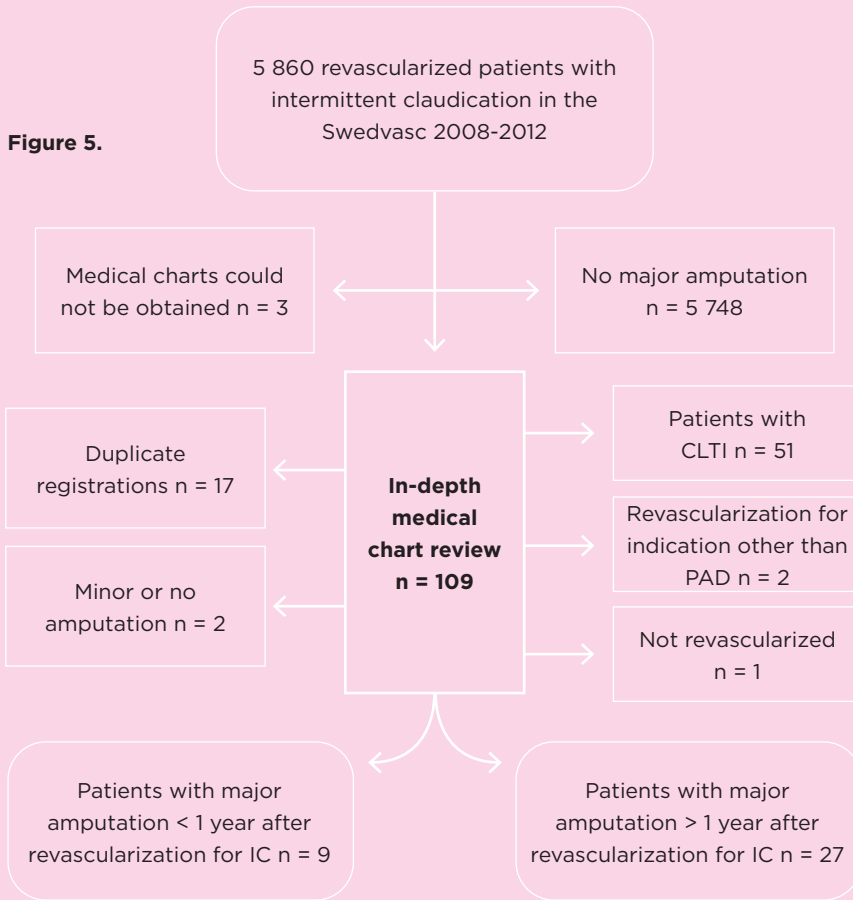 5 860 revascularized patients with
intermittent claudication in the
Swedvasc 2008-2012
Figure 5.
Medical charts could
not be obtained n = 3
No major amputation
n = 5 748
Duplicate
registrations n = 17
Minor or no
amputation n = 2
In-depth
medical
chart review
n = 109
Patients with
CLTI n = 51
Revascularization for
indication other than
PAD n = 2
Not revascularized
n = 1
Patients with major
amputation < 1 year after
revascularization for IC n = 9
Patients with major
amputation > 1 year after
revascularization for IC n = 27